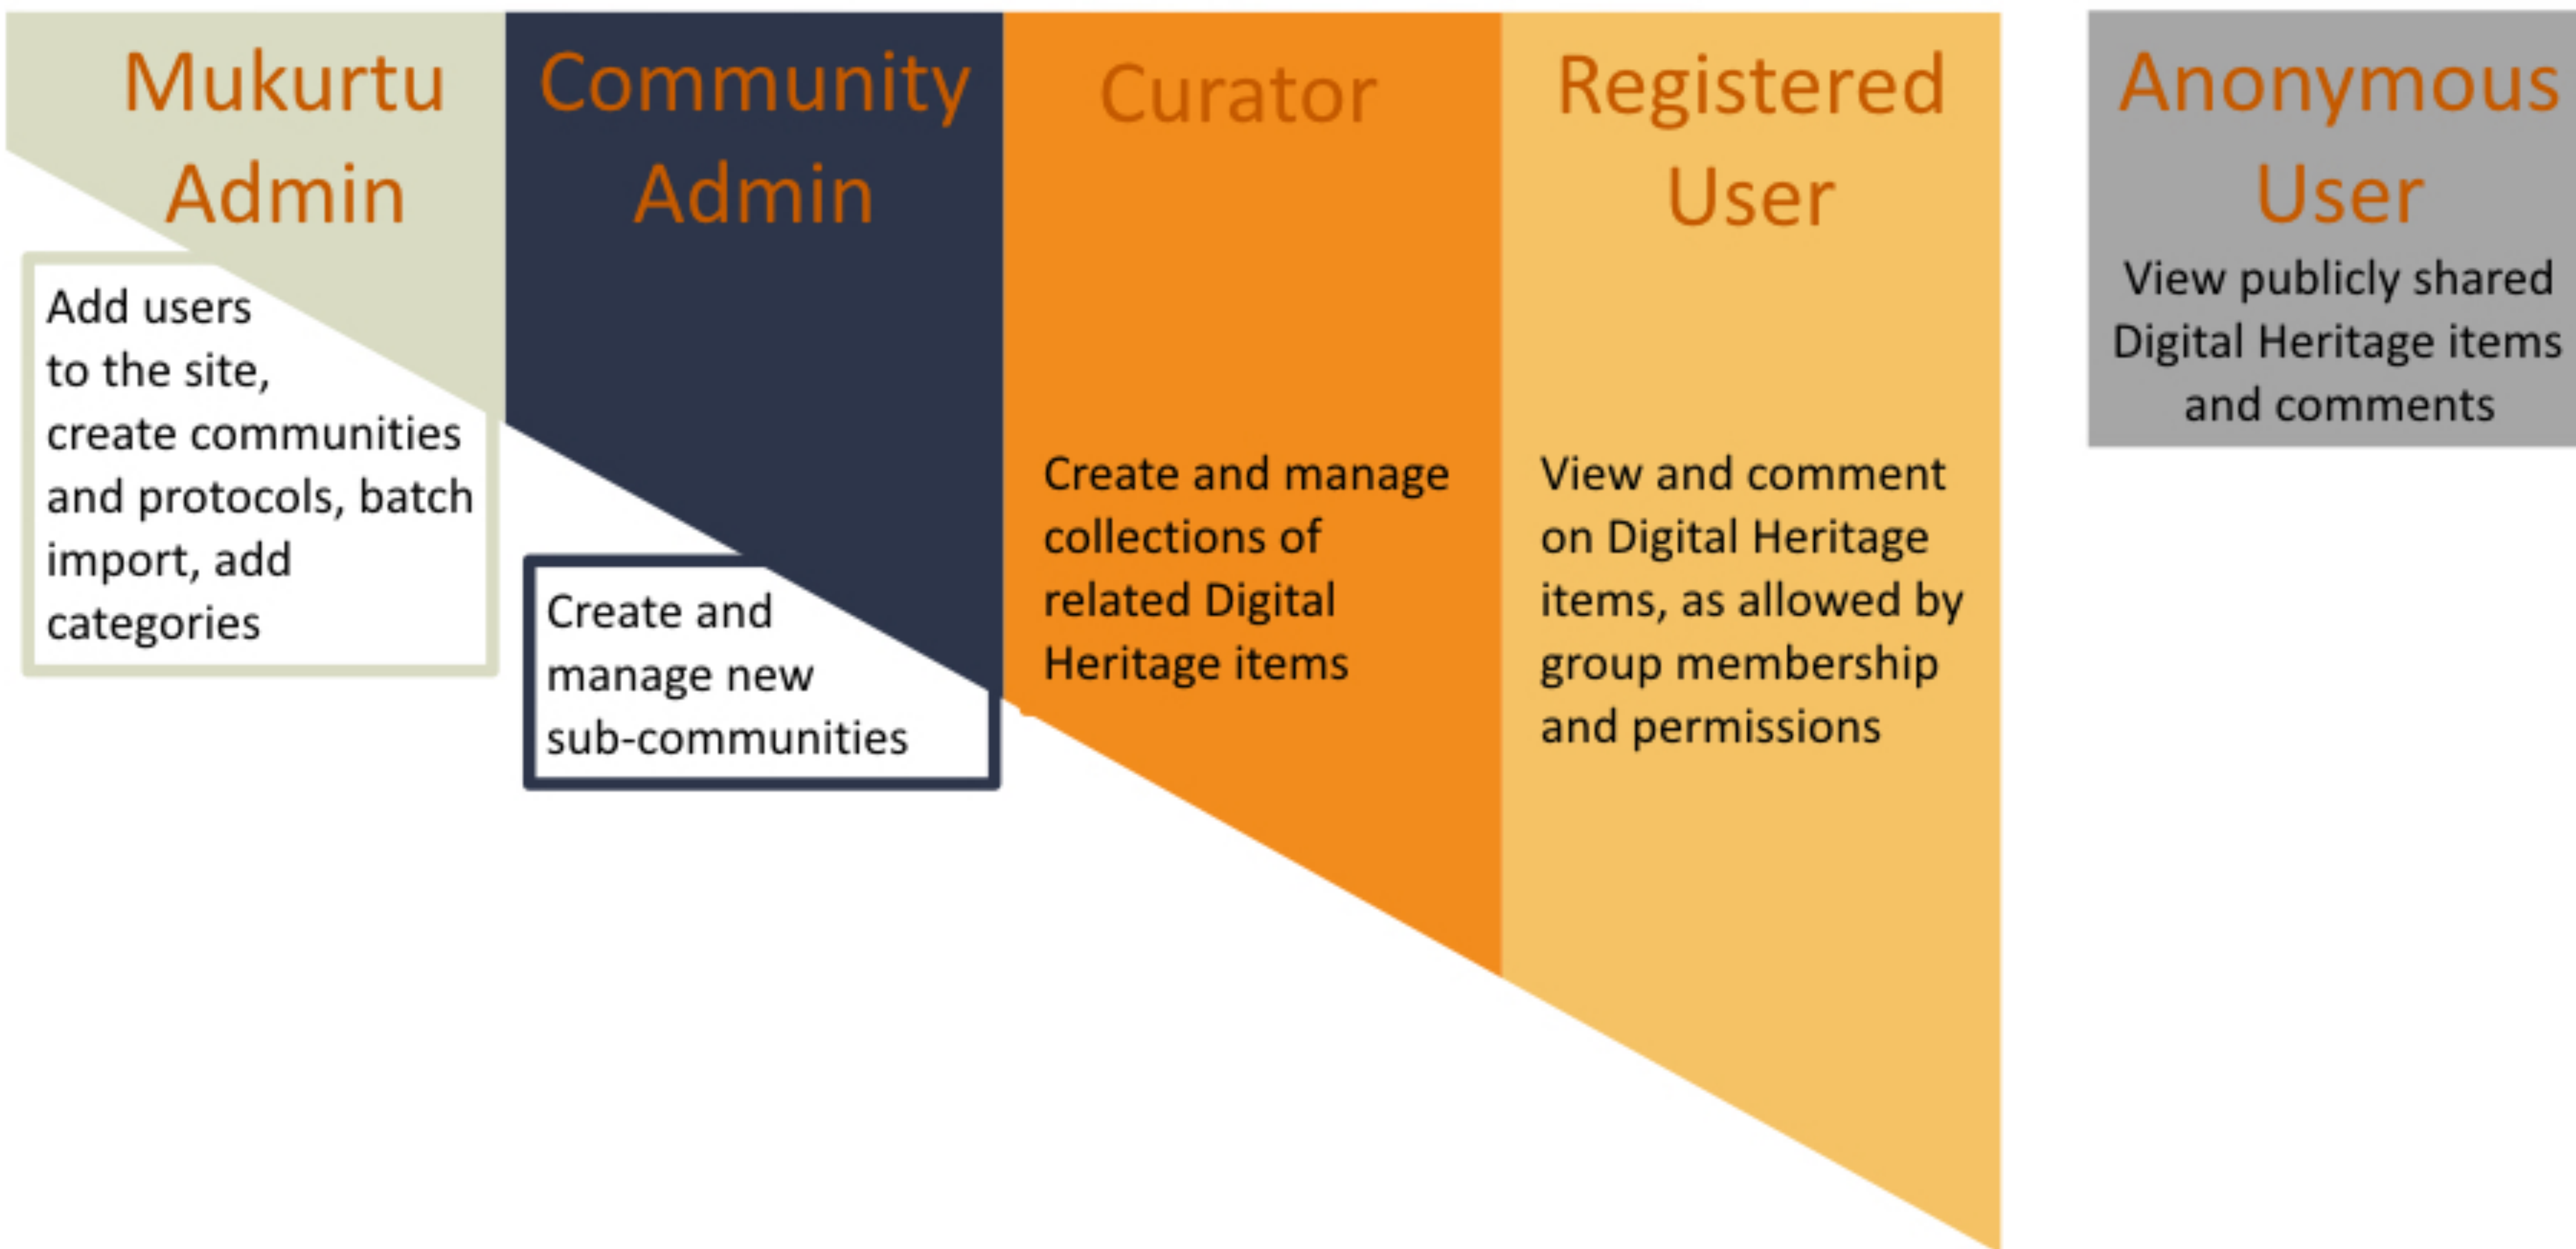 Mukurtu
Admin
Add users
to the site,
create communities
and protocols, batch
import, add
categories
Community
Admin
Create and
manage new
sub-communities
Curator
Create and manage
collections of
related Digital
Heritage items
Registered
User
View and comment
on Digital Heritage
items, as allowed by
group membership
and permissions
Anonymous
User
View publicly shared
Digital Heritage items
and comments